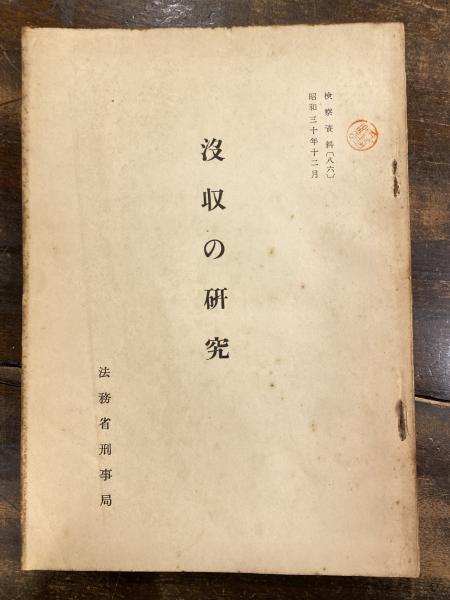 検察資料〔八六〕
昭和三十年十二月
沒収の研究
法務省刑事局